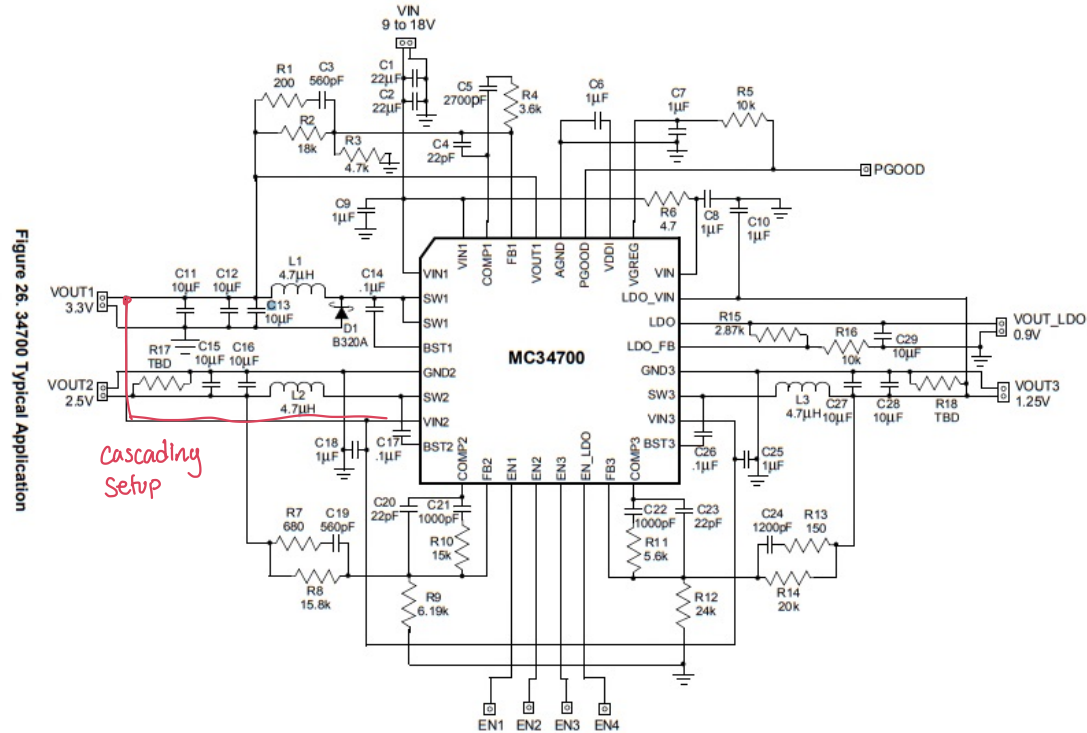 VIN
9 to 18V
C1
22µF
C2
22µF
R1
200
C3
560pF
R2
18k
R3
4.7k
C4
22pF
C5
2700pF
R4
3.6k
C6
1µF
C7
1µF
R5
10k
PGOOD
C9
1µF
R6
4.7
C8
1µF
C10
1µF
VIN1
COMP1
FB1
VOUT1
AGND
PGOOD
VDDI
VGREG
VIN1
SW1
SW1
BST1
GND2
SW2
VIN2
BST2
MC34700
VIN
LDO_VIN
LDO
LDO_FB
GND3
SW3
VIN3
BST3
COMP2
FB2
EN1
EN2
EN3
EN_LDO
FB3
COMP3
VOUT1
3.3V
C11
10µF
C12
10µF
C13
10µF
L1
4.7µH
C14
.1µF
D1
B320A
VOUT2
2.5V
R17
TBD
C15
10µF
C16
10µF
L2
4.7µH
C18
1µF
C17
.1µF
Cascading
Setup
R15
2.87k
R16
10k
C29
10µF
VOUT_LDO
0.9V
L3
4.7µH
C27
10µF
C28
10µF
R18
TBD
VOUT3
1.25V
C26
.1µF
C25
1µF
R7
680
C19
560pF
R8
15.8k
C20
22pF
C21
1000pF
R10
15k
R9
6.19k
C22
1000pF
R11
5.6k
C23
22pF
C24
1200pF
R13
150
R14
20k
R12
24k
EN1
EN2
EN3
EN4
Figure 26. 34700 Typical Application